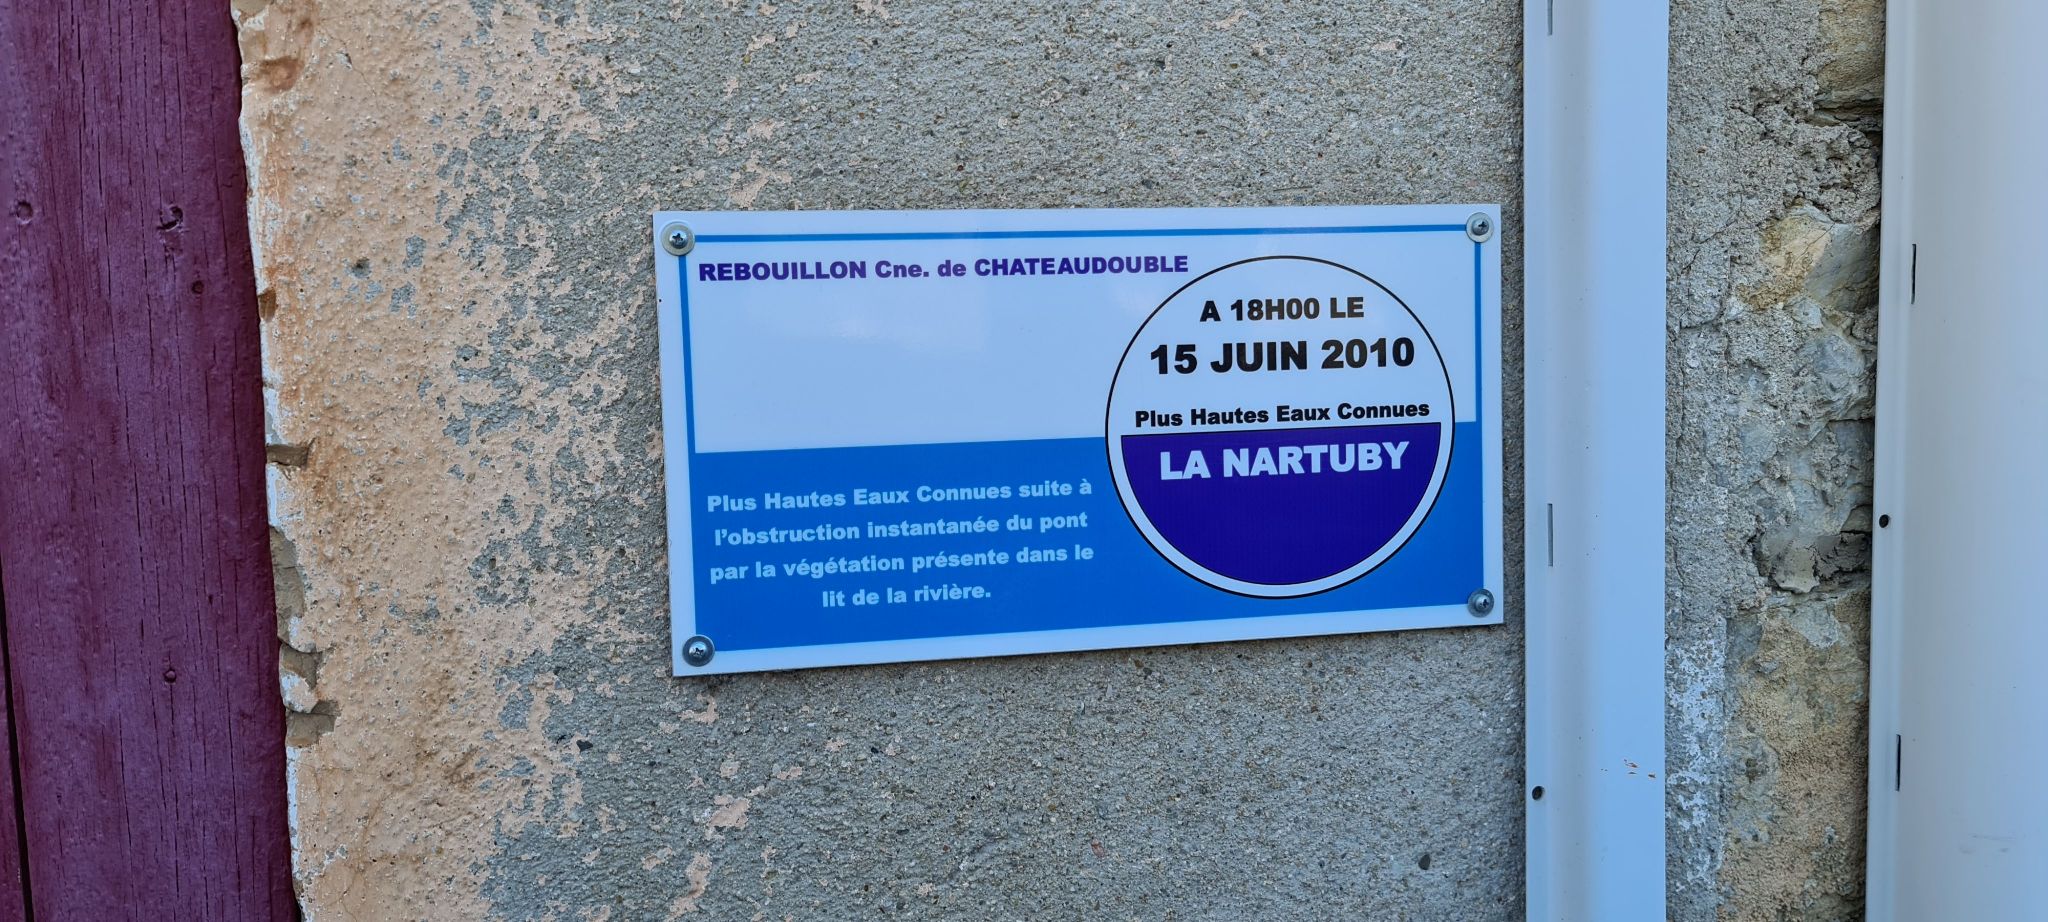 REBOUILLON Cne. de CHATEAUDOUBLE
A 18H00 LE
15 JUIN 2010
Plus Hautes Eaux Connues
LA NARTUBY
Plus Hautes Eaux Connues suite à
l’obstruction instantanée du pont
par la végétation présente dans le
lit de la rivière.